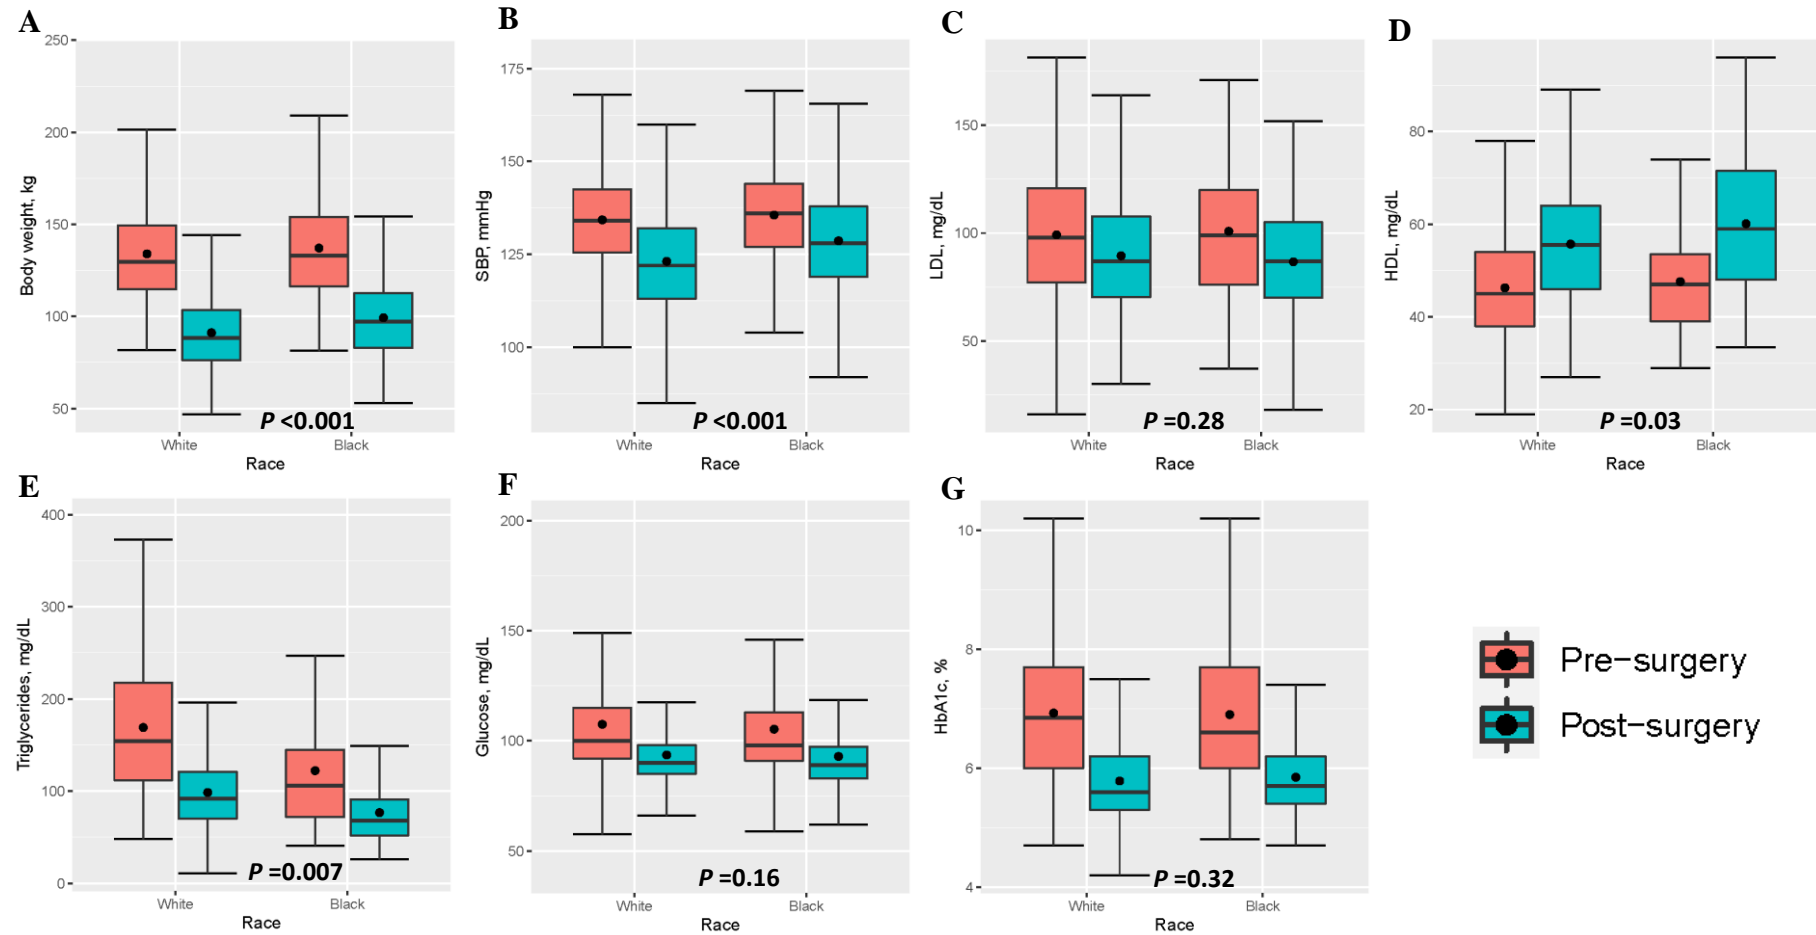 A
250
200
150
100
50
Body weight, kg
P <0.001
White Black
Race
B
175
150
125
100
SBP, mmHg
P <0.001
White Black
Race
C
150
100
50
LDL, mg/dL
P =0.28
White Black
Race
D
80
60
40
20
HDL, mg/dL
P =0.03
White Black
Race
E
400
300
200
100
0
Triglycerides, mg/dL
P =0.007
White Black
Race
F
200
150
100
50
Glucose, mg/dL
P =0.16
White Black
Race
G
10
8
6
4
HbA1c, %
P =0.32
White Black
Race
Pre-surgery
Post-surgery